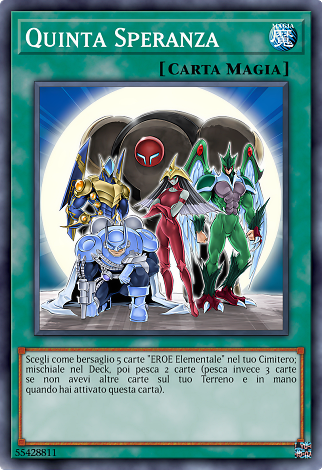 QUINTA SPERANZA
MAGIA
[CARTA MAGIA]
Scegli come bersaglio 5 carte "EROE Elementale" nel tuo Cimitero;
mischiale nel Deck, poi pesca 2 carte (pesca invece 3 carte
se non avevi altre carte sul tuo Terreno e in mano
quando hai attivato questa carta).
55428811